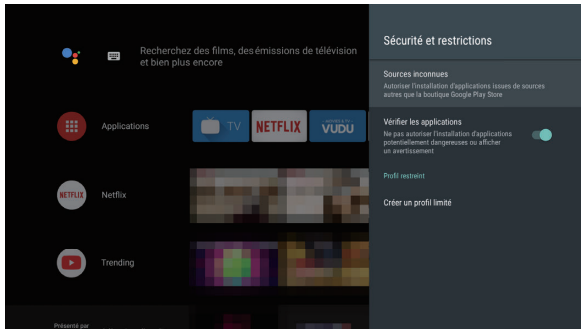 Recherchez des films, des émissions de télévision
et bien plus encore
Applications
TV
NETFLIX
VUDU
NETFLIX
Netflix
Trending
Présenté par
Sécurité et restrictions
Sources inconnues
Autoriser l'installation d'applications issues de sources
autres que la boutique Google Play Store
Vérifier les applications
Ne pas autoriser l'installation d'applications
potentiellement dangereuses ou afficher
un avertissement
Profil restreint
Créer un profil limité